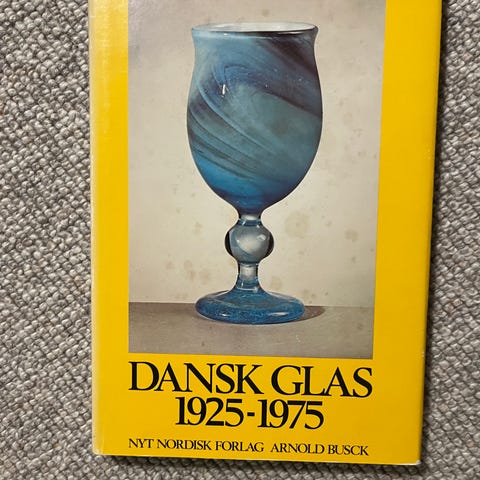 DANSK GLAS
1925-1975
NYT NORDISK FORLAG ARNOLD BUSCK